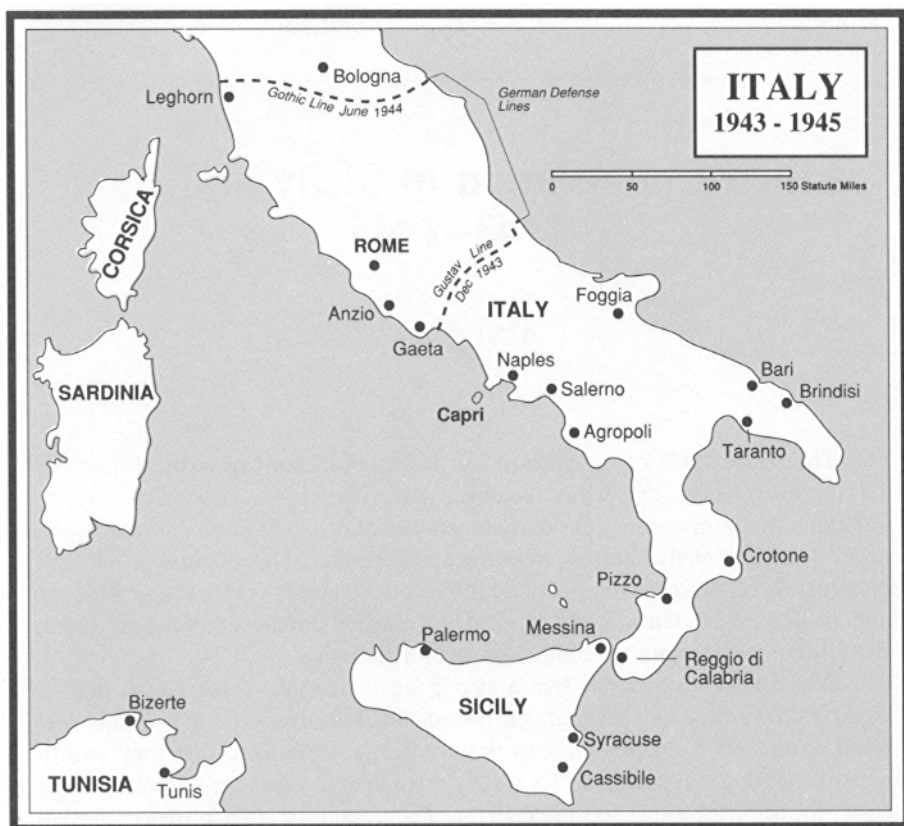 ITALY
1943 - 1945
0 50 100 150 Statute Miles
German Defense
Lines
Bologna
Leghorn
Gothic Line June 1944
CORSICA
ROME
Gustav Line
Dec 1943
Anzio
ITALY
Foggia
Gaeta
Naples
Bari
SARDINIA
Salerno
Brindisi
Capri
Agropoli
Taranto
Crotone
Pizzo
Messina
Palermo
Reggio di
Calabria
SICILY
Bizerte
Syracuse
TUNISIA
Tunis
Cassibile